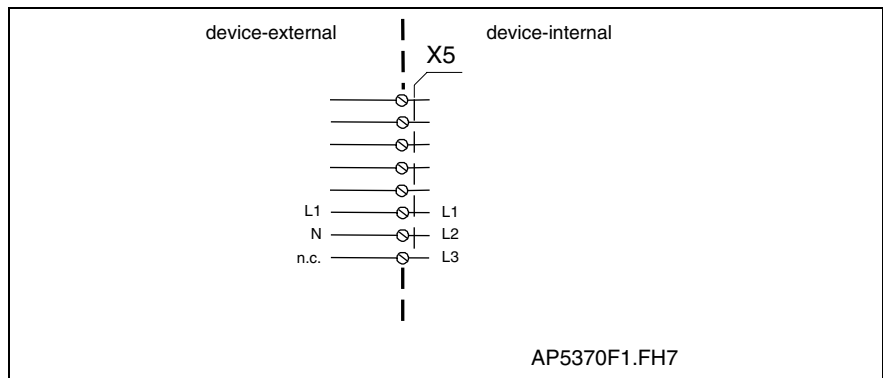 device-external device-internal
X5
L1 L1
N L2
n.c. L3
AP5370F1.FH7